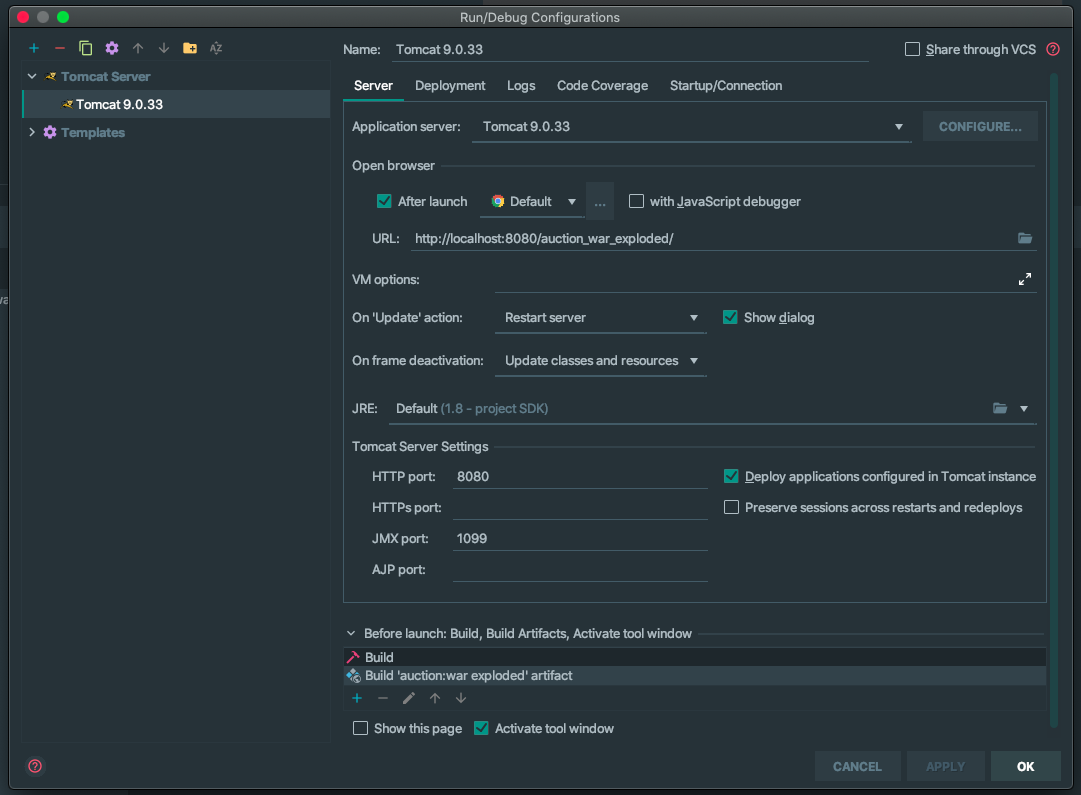 Run/Debug Configurations
Name: Tomcat 9.0.33
Share through VCS ?
Tomcat Server
Tomcat 9.0.33
Templates
Server Deployment Logs Code Coverage Startup/Connection
Application server: Tomcat 9.0.33 CONFIGURE...
Open browser
After launch Default ... with JavaScript debugger
URL: http://localhost:8080/auction_war_exploded/
VM options:
On 'Update' action: Restart server Show dialog
On frame deactivation: Update classes and resources
JRE: Default (1.8 - project SDK)
Tomcat Server Settings
HTTP port: 8080 Deploy applications configured in Tomcat instance
HTTPs port: Preserve sessions across restarts and redeploys
JMX port: 1099
AJP port:
Before launch: Build, Build Artifacts, Activate tool window
Build
Build 'auction:war exploded' artifact
Show this page Activate tool window
? CANCEL APPLY OK